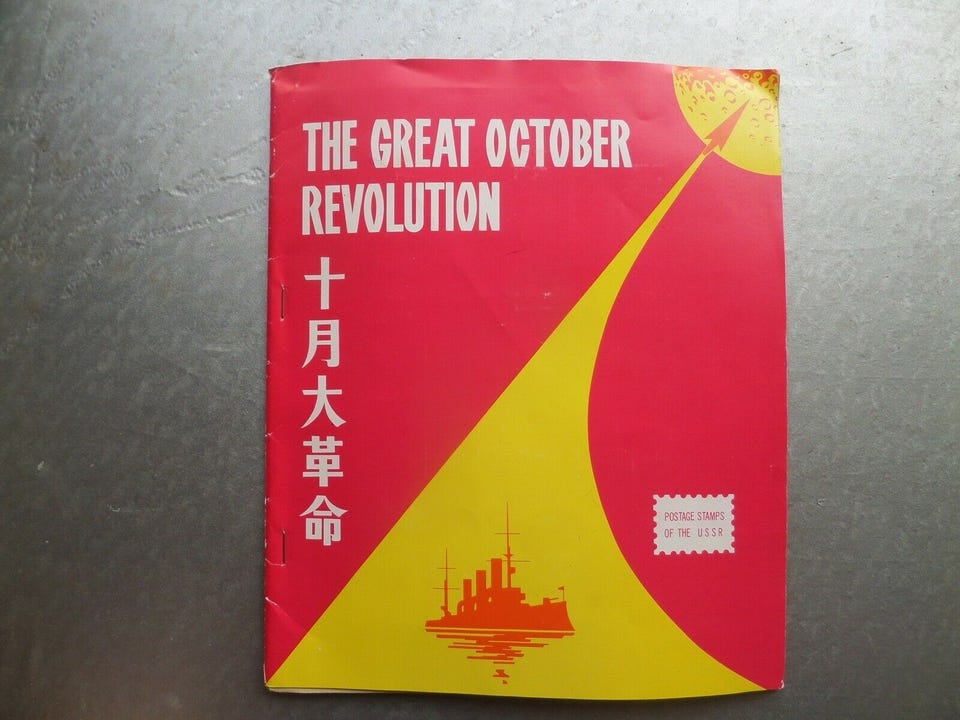 THE GREAT OCTOBER
REVOLUTION
十月大革命
POSTAGE STAMPS
OF THE USSR